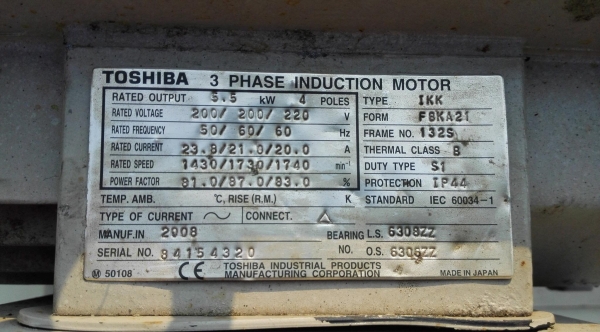 TOSHIBA 3 PHASE INDUCTION MOTOR
RATED OUTPUT 5.5 kW 4 POLES
RATED VOLTAGE 200/200/220 V
RATED FREQUENCY 50/60/60 Hz
RATED CURRENT 23.8/21.0/20.0 A
RATED SPEED 1430/1730/1740 min⁻¹
POWER FACTOR 81.0/87.0/83.0 %
TYPE IKK
FORM FBKA21
FRAME NO. 132S
THERMAL CLASS B
DUTY TYPE S1
PROTECTION IP44
TEMP. AMB. °C, RISE (R.M.) K
STANDARD IEC 60034-1
TYPE OF CURRENT ~ CONNECT. △
MANUF. IN 2008
BEARING L.S. 6308ZZ
SERIAL NO. 84154320
NO. O.S. 6306ZZ
Ⓜ 50108
CE
TOSHIBA INDUSTRIAL PRODUCTS
MANUFACTURING CORPORATION
MADE IN JAPAN